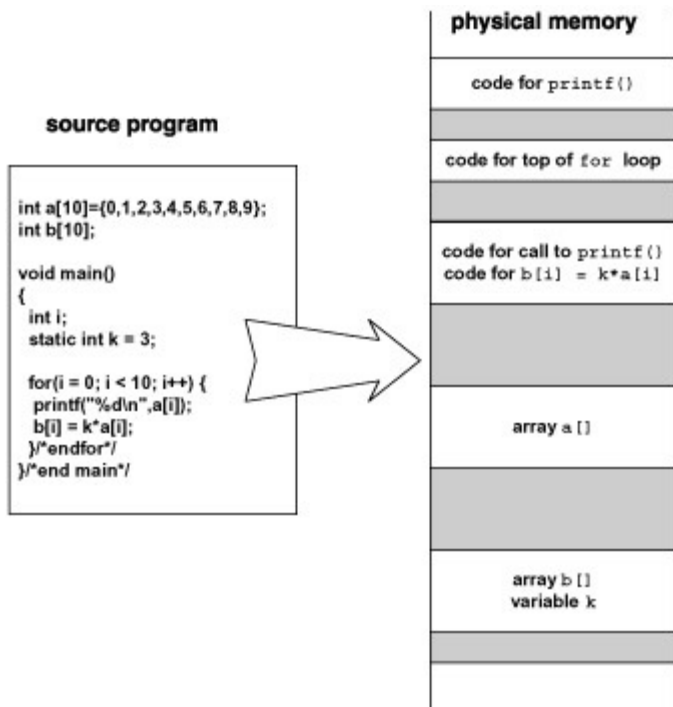 physical memory
code for printf()
source program
code for top of for loop
int a[10]={0,1,2,3,4,5,6,7,8,9};
int b[10];
void main()
{
int i;
static int k = 3;
for(i = 0; i < 10; i++) {
printf("%d\n",a[i]);
b[i] = k*a[i];
}/*endfor*/
}/*end main*/
code for call to printf()
code for b[i] = k*a[i]
array a[]
array b[]
variable k